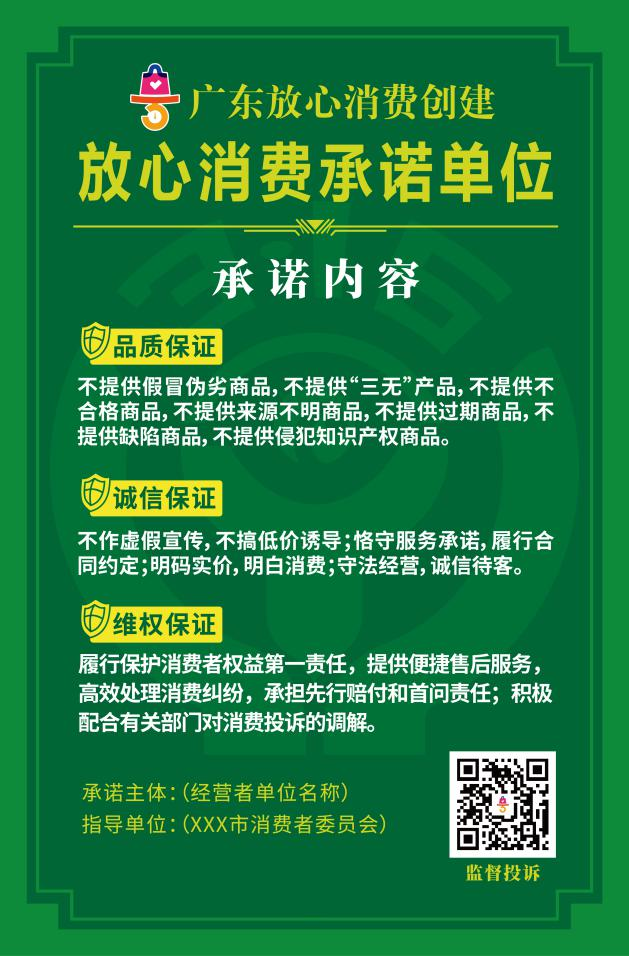 广东放心消费创建
放心消费承诺单位
承诺内容
品质保证
不提供假冒伪劣商品，不提供“三无”产品，不提供不
合格商品，不提供来源不明商品，不提供过期商品，不
提供缺陷商品，不提供侵犯知识产权商品。
诚信保证
不作虚假宣传，不搞低价诱导；恪守服务承诺，履行合
同约定；明码实价，明白消费；守法经营，诚信待客。
维权保证
履行保护消费者权益第一责任，提供便捷售后服务，
高效处理消费纠纷，承担先行赔付和首问责任；积极
配合有关部门对消费投诉的调解。
承诺主体：（经营者单位名称）
指导单位：（XXX市消费者委员会）
监督投诉